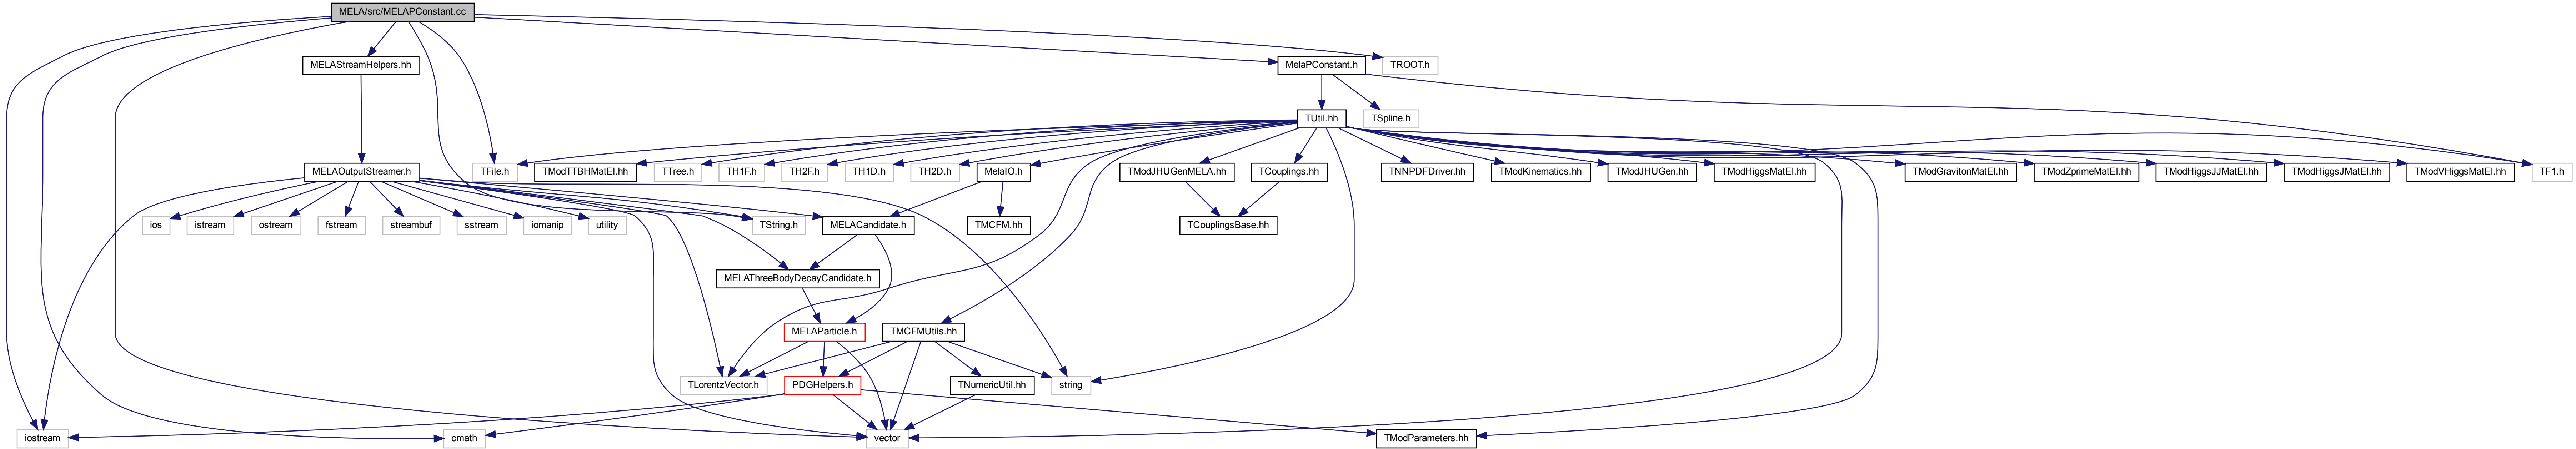 MELA/src/MELAPConstant.cc
MELAStreamHelpers.hh
MelaPConstant.h
TROOT.h
TUtil.hh
TSpline.h
MELAOutputStreamer.h
TFile.h
TModTTBHMatEl.hh
TTree.h
TH1F.h
TH2F.h
TH1D.h
TH2D.h
MelaIO.h
TModJHUGenMELA.hh
TCouplings.hh
TNNPDFDriver.hh
TModKinematics.hh
TModJHUGen.hh
TModHiggsMatEl.hh
TModGravitonMatEl.hh
TModZprimeMatEl.hh
TModHiggsJJMatEl.hh
TModHiggsJMatEl.hh
TModVHiggsMatEl.hh
TF1.h
ios
istream
ostream
fstream
streambuf
sstream
iomanip
utility
TString.h
MELACandidate.h
TMCFM.hh
TCouplingsBase.hh
MELAThreeBodyDecayCandidate.h
MELAParticle.h
TMCFMUtils.hh
TLorentzVector.h
PDGHelpers.h
TNumericUtil.hh
string
iostream
cmath
vector
TModParameters.hh